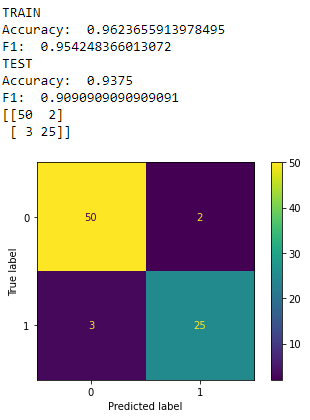 TRAIN
Accuracy:  0.9623655913978495
F1:  0.954248366013072
TEST
Accuracy:  0.9375
F1:  0.9090909090909091
[[50  2]
 [ 3 25]]
50
0
50
2
40
True label
30
1
3
25
20
10
0
1
Predicted label